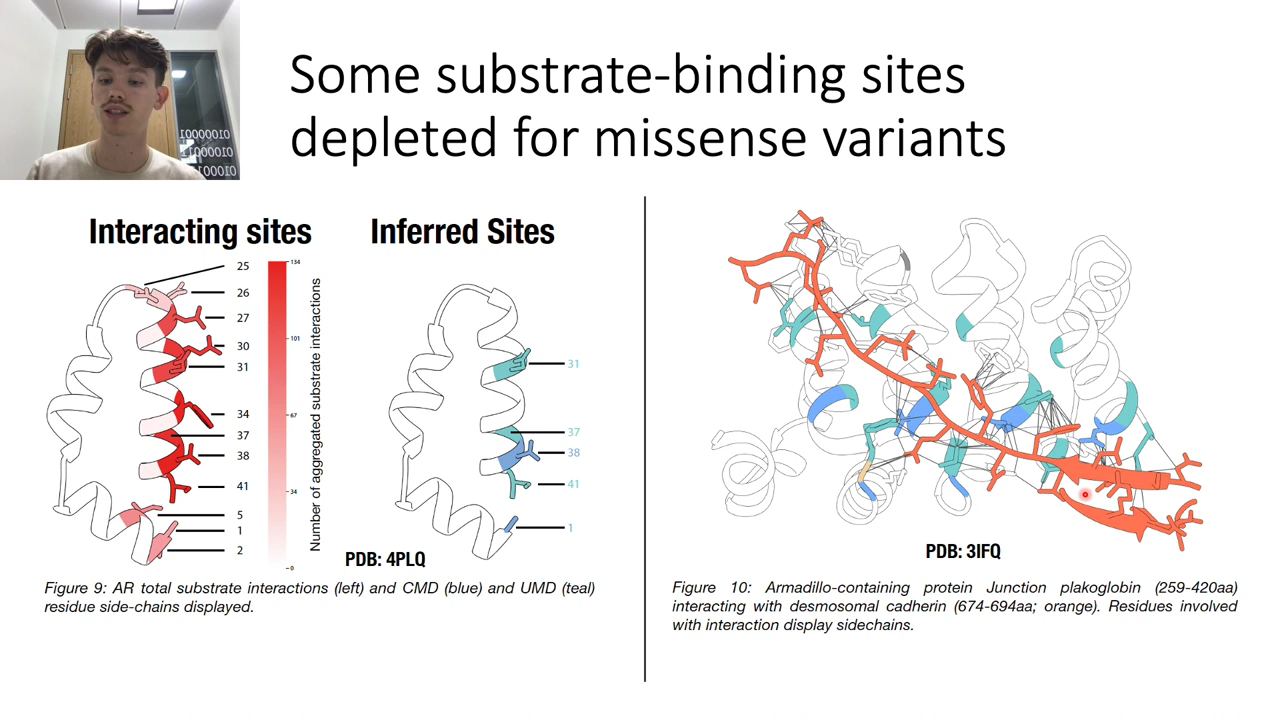 Some substrate-binding sites
depleted for missense variants
01000001
1100001
100010
Interacting sites
Inferred Sites
25
26
27
30
31
34
37
38
41
5
1
2
134
101
67
34
0
Number of aggregated substrate interactions
31
37
38
41
1
PDB: 4PLQ
Figure 9: AR total substrate interactions (left) and CMD (blue) and UMD (teal)
residue side-chains displayed.
PDB: 3IFQ
Figure 10: Armadillo-containing protein Junction plakoglobin (259-420aa)
interacting with desmosomal cadherin (674-694aa; orange). Residues involved
with interaction display sidechains.